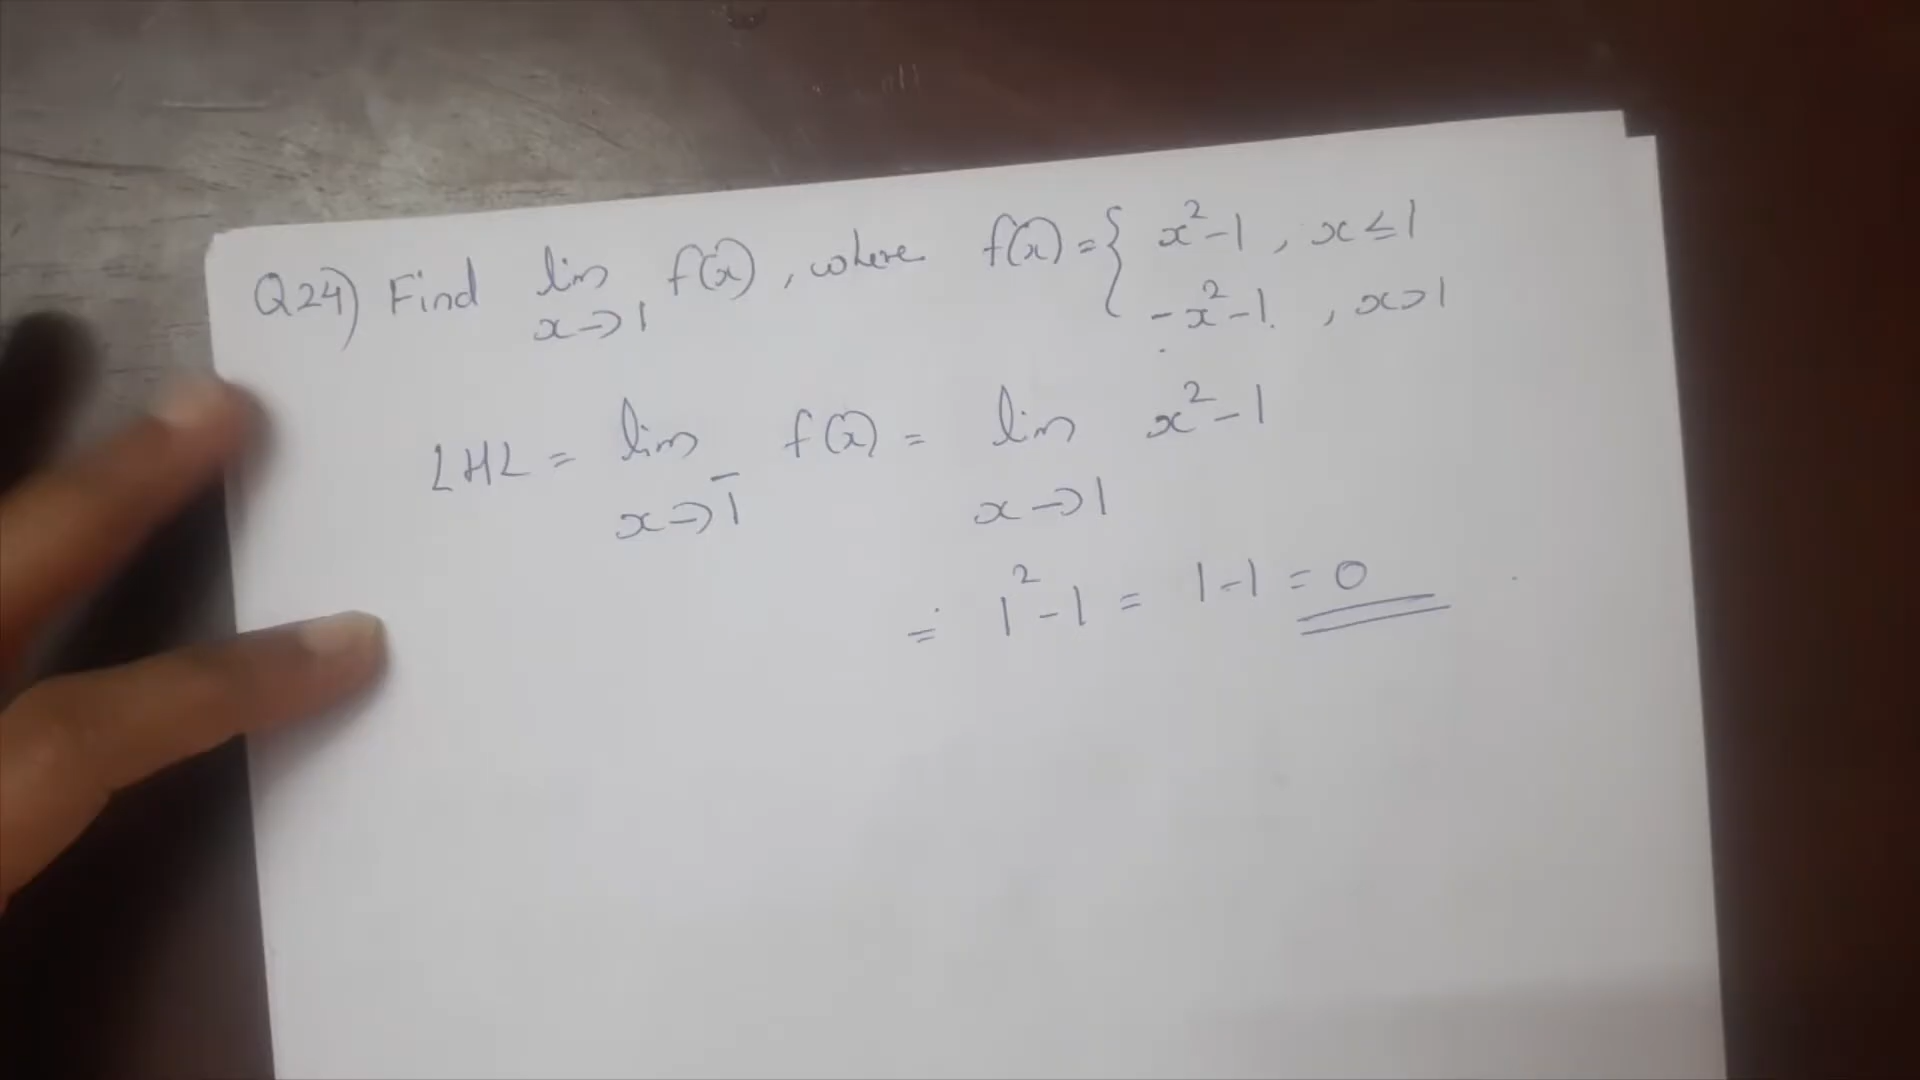 Q24) Find lim x→1 f(x), where f(x) = { x²-1 , x ≤ 1
-x²-1 , x>1
LHL = lim x→1⁻ f(x) = lim x→1 x²-1
= 1²-1 = 1-1 = 0